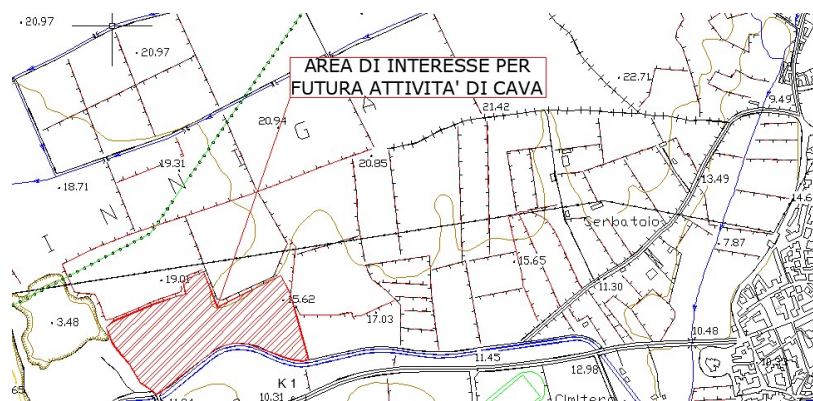 20.97
20.97
AREA DI INTERESSE PER
FUTURA ATTIVITA' DI CAVA
22.71
9.49
21.42
20.94
G
A
19.31
20.85
18.71
I
N
N
13.49
14.6
Serbatoio
7.87
15.65
19.01
11.30
15.62
3.48
17.03
10.48
11.45
12.98
K 1
10.31
65